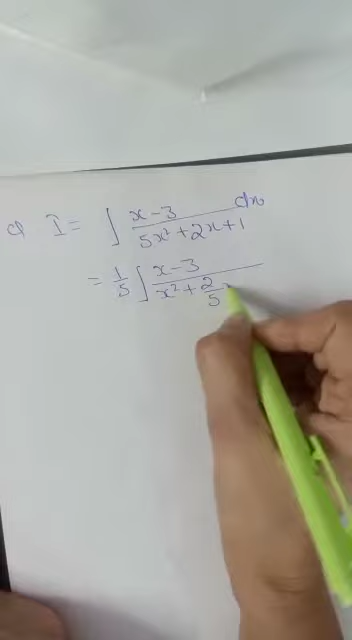 Q I = ∫ x-3 / 5x²+2x+1 dx
= 1/5 ∫ x-3 / x² + 2/5 x